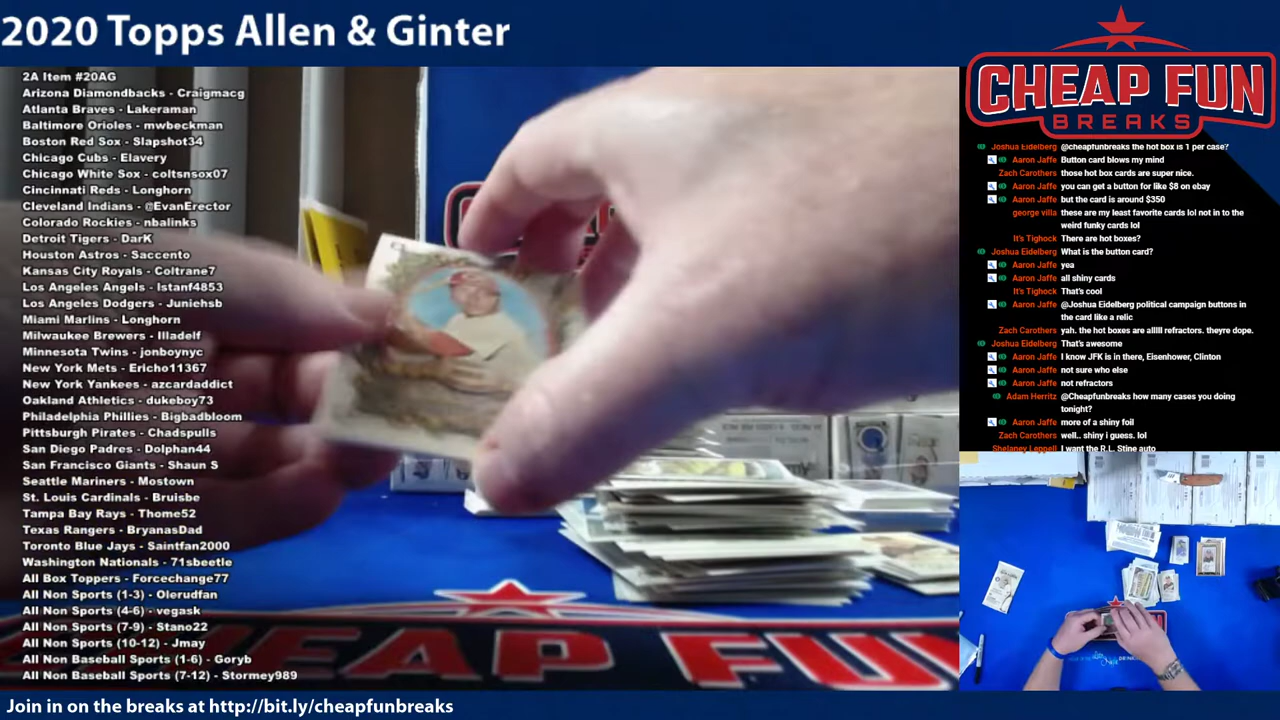 2020 Topps Allen & Ginter
2A Item #20AG
Arizona Diamondbacks - Craigmacg
Atlanta Braves - Lakeraman
Baltimore Orioles - mwbeckman
Boston Red Sox - Slapshot34
Chicago Cubs - Elavery
Chicago White Sox - coltsnsox07
Cincinnati Reds - Longhorn
Cleveland Indians - @EvanErector
Colorado Rockies - nbalinks
Detroit Tigers - DarK
Houston Astros - Saccento
Kansas City Royals - Coltrane7
Los Angeles Angels - Istanf4853
Los Angeles Dodgers - Juniehsb
Miami Marlins - Longhorn
Milwaukee Brewers - Illadelf
Minnesota Twins - jonboynyc
New York Mets - Ericho11367
New York Yankees - azcardaddict
Oakland Athletics - dukeboy73
Philadelphia Phillies - Bigbadbloom
Pittsburgh Pirates - Chadspulls
San Diego Padres - Dolphan44
San Francisco Giants - Shaun S
Seattle Mariners - Mostown
St. Louis Cardinals - Bruisbe
Tampa Bay Rays - Thome52
Texas Rangers - BryanasDad
Toronto Blue Jays - Saintfan2000
Washington Nationals - 71sbeetle
All Box Toppers - Forcechange77
All Non Sports (1-3) - Olerudfan
All Non Sports (4-6) - vegask
All Non Sports (7-9) - Stano22
All Non Sports (10-12) - Jmay
All Non Baseball Sports (1-6) - Goryb
All Non Baseball Sports (7-12) - Stormey989
CHEAP FUN
Join in on the breaks at http://bit.ly/cheapfunbreaks
CHEAP FUN
BREAKS
Joshua Eidelberg @cheapfunbreaks the hot box is 1 per case?
Aaron Jaffe Button card blows my mind
Zach Carothers those hot box cards are super nice.
Aaron Jaffe you can get a button for like $8 on ebay
Aaron Jaffe but the card is around $350
george villa these are my least favorite cards lol not in to the
weird funky cards lol
It's Tighock There are hot boxes?
Joshua Eidelberg What is the button card?
Aaron Jaffe yea
Aaron Jaffe all shiny cards
It's Tighock That's cool
Aaron Jaffe @Joshua Eidelberg political campaign buttons in
the card like a relic
Zach Carothers yah. the hot boxes are alllll refractors. theyre dope.
Joshua Eidelberg That's awesome
Aaron Jaffe I know JFK is in there, Eisenhower, Clinton
Aaron Jaffe not sure who else
Aaron Jaffe not refractors
Adam Herritz @Cheapfunbreaks how many cases you doing
tonight?
Aaron Jaffe more of a shiny foil
Zach Carothers well.. shiny i guess. lol
Shelaney Leppell I want the R.L. Stine auto